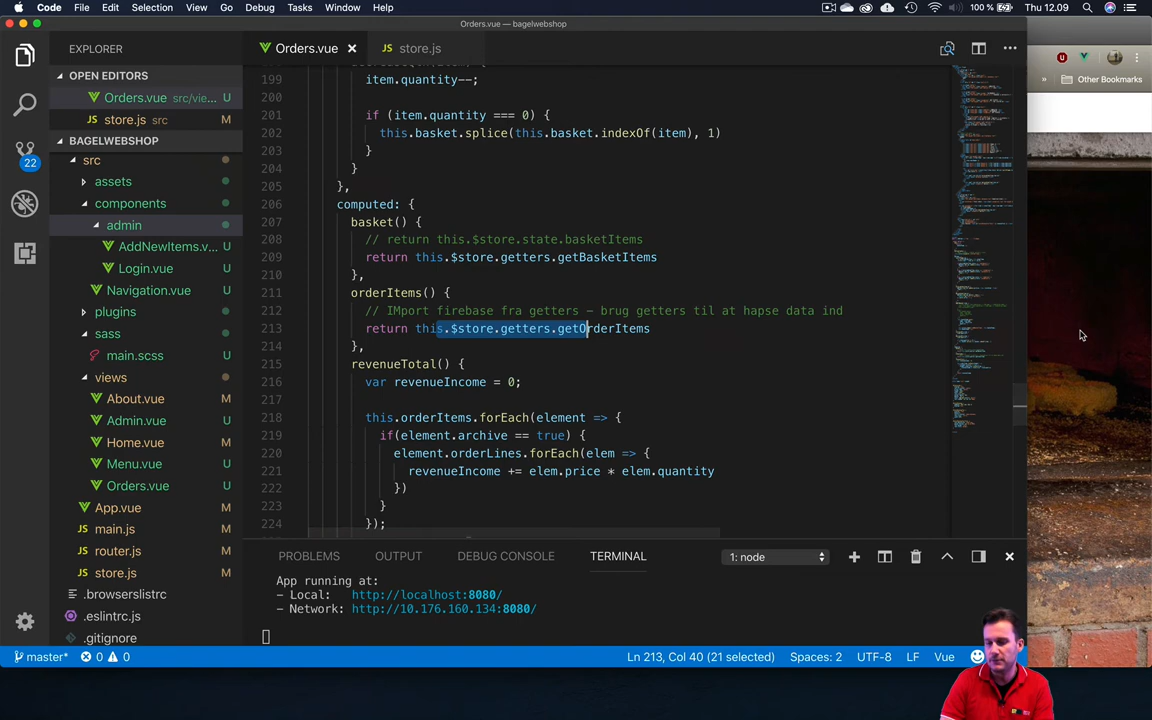 Code File Edit Selection View Go Debug Tasks Window Help 100 % Thu 12.09
Orders.vue — bagelwebshop
EXPLORER
OPEN EDITORS
Orders.vue src/vie... U
store.js src M
BAGELWEBSHOP
src
assets
components
admin
AddNewItems.v... U
Login.vue U
Navigation.vue U
plugins
sass
main.scss U
views
About.vue M
Admin.vue U
Home.vue M
Menu.vue U
Orders.vue U
App.vue M
main.js M
router.js M
store.js M
.browserslistrc
.eslintrc.js
.gitignore
22
Orders.vue
store.js
199 item.quantity--;
200
201 if (item.quantity === 0) {
202 this.basket.splice(this.basket.indexOf(item), 1)
203 }
204 }
205 },
206 computed: {
207 basket() {
208 // return this.$store.state.basketItems
209 return this.$store.getters.getBasketItems
210 },
211 orderItems() {
212 // IMport firebase fra getters – brug getters til at hapse data ind
213 return this.$store.getters.getOrderItems
214 },
215 revenueTotal() {
216 var revenueIncome = 0;
217
218 this.orderItems.forEach(element => {
219 if(element.archive == true) {
220 element.orderLines.forEach(elem => {
221 revenueIncome += elem.price * elem.quantity
222 })
223 }
224 });
PROBLEMS OUTPUT DEBUG CONSOLE TERMINAL 1: node
App running at:
- Local: http://localhost:8080/
- Network: http://10.176.160.134:8080/
master* 0 0 Ln 213, Col 40 (21 selected) Spaces: 2 UTF-8 LF Vue
» Other Bookmarks